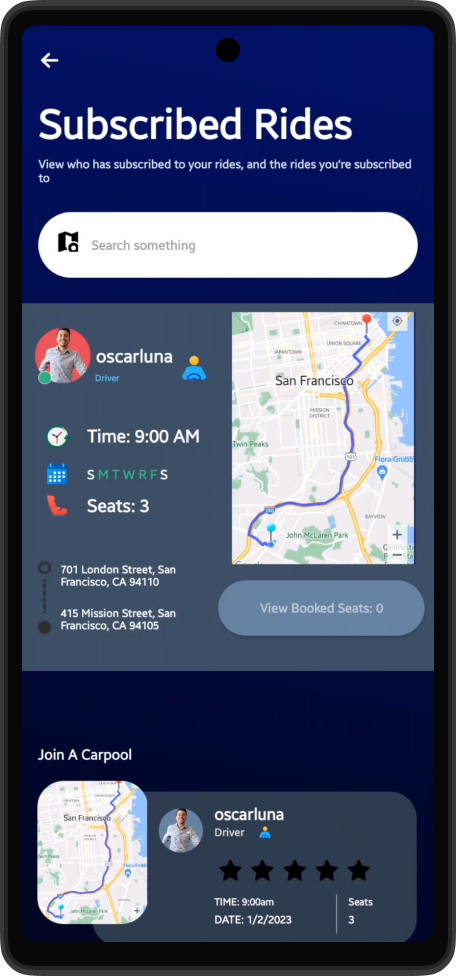 Subscribed Rides
View who has subscribed to your rides, and the rides you're subscribed
to
Search something
oscarluna
Driver
Time: 9:00 AM
S M T W R F S
Seats: 3
701 London Street, San
Francisco, CA 94110
415 Mission Street, San
Francisco, CA 94105
CHINATOWN
UNION SQUARE
JAPANTOWN
San Francisco
MISSION
DISTRICT
Twin Peaks
101
Flora Grubb
BAYVIEW
John McLaren Park
+
−
View Booked Seats: 0
Join A Carpool
San Francisco
John McLaren Park
+
oscarluna
Driver
TIME: 9:00am
Seats
DATE: 1/2/2023
3